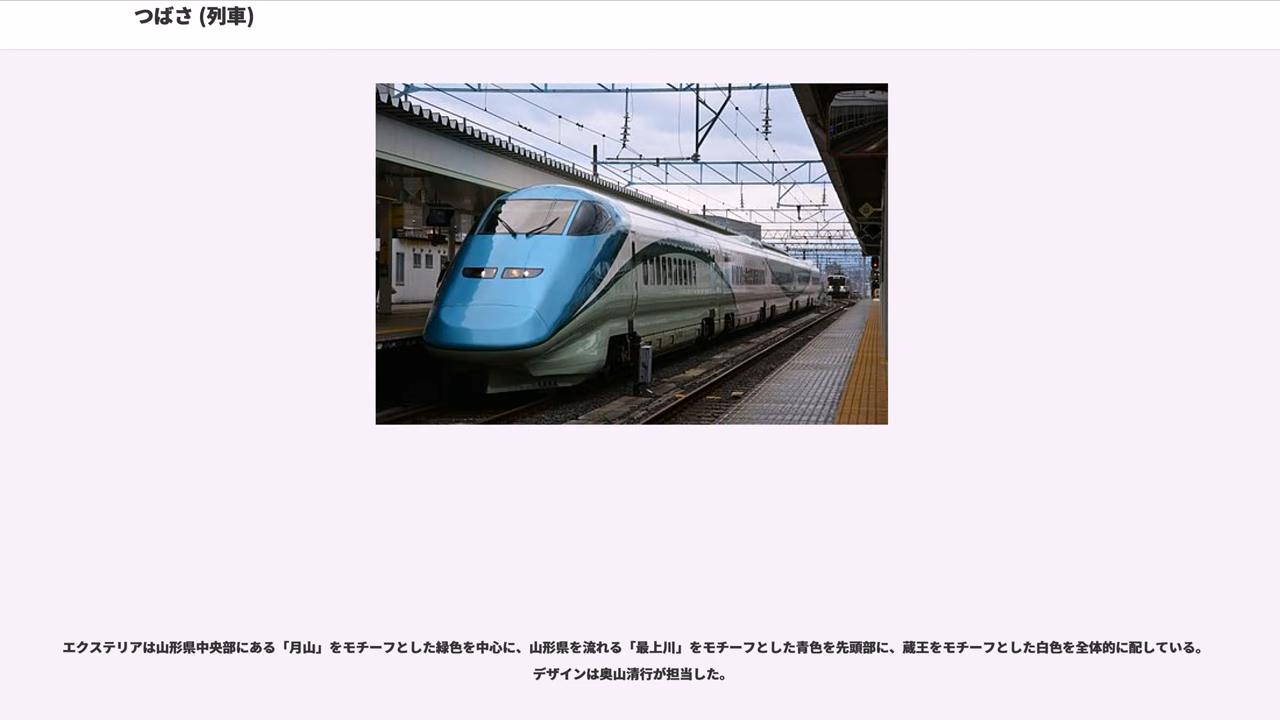 つばさ (列車)
エクステリアは山形県中央部にある「月山」をモチーフとした緑色を中心に、山形県を流れる「最上川」をモチーフとした青色を先頭部に、蔵王をモチーフとした白色を全体的に配している。
デザインは奥山清行が担当した。